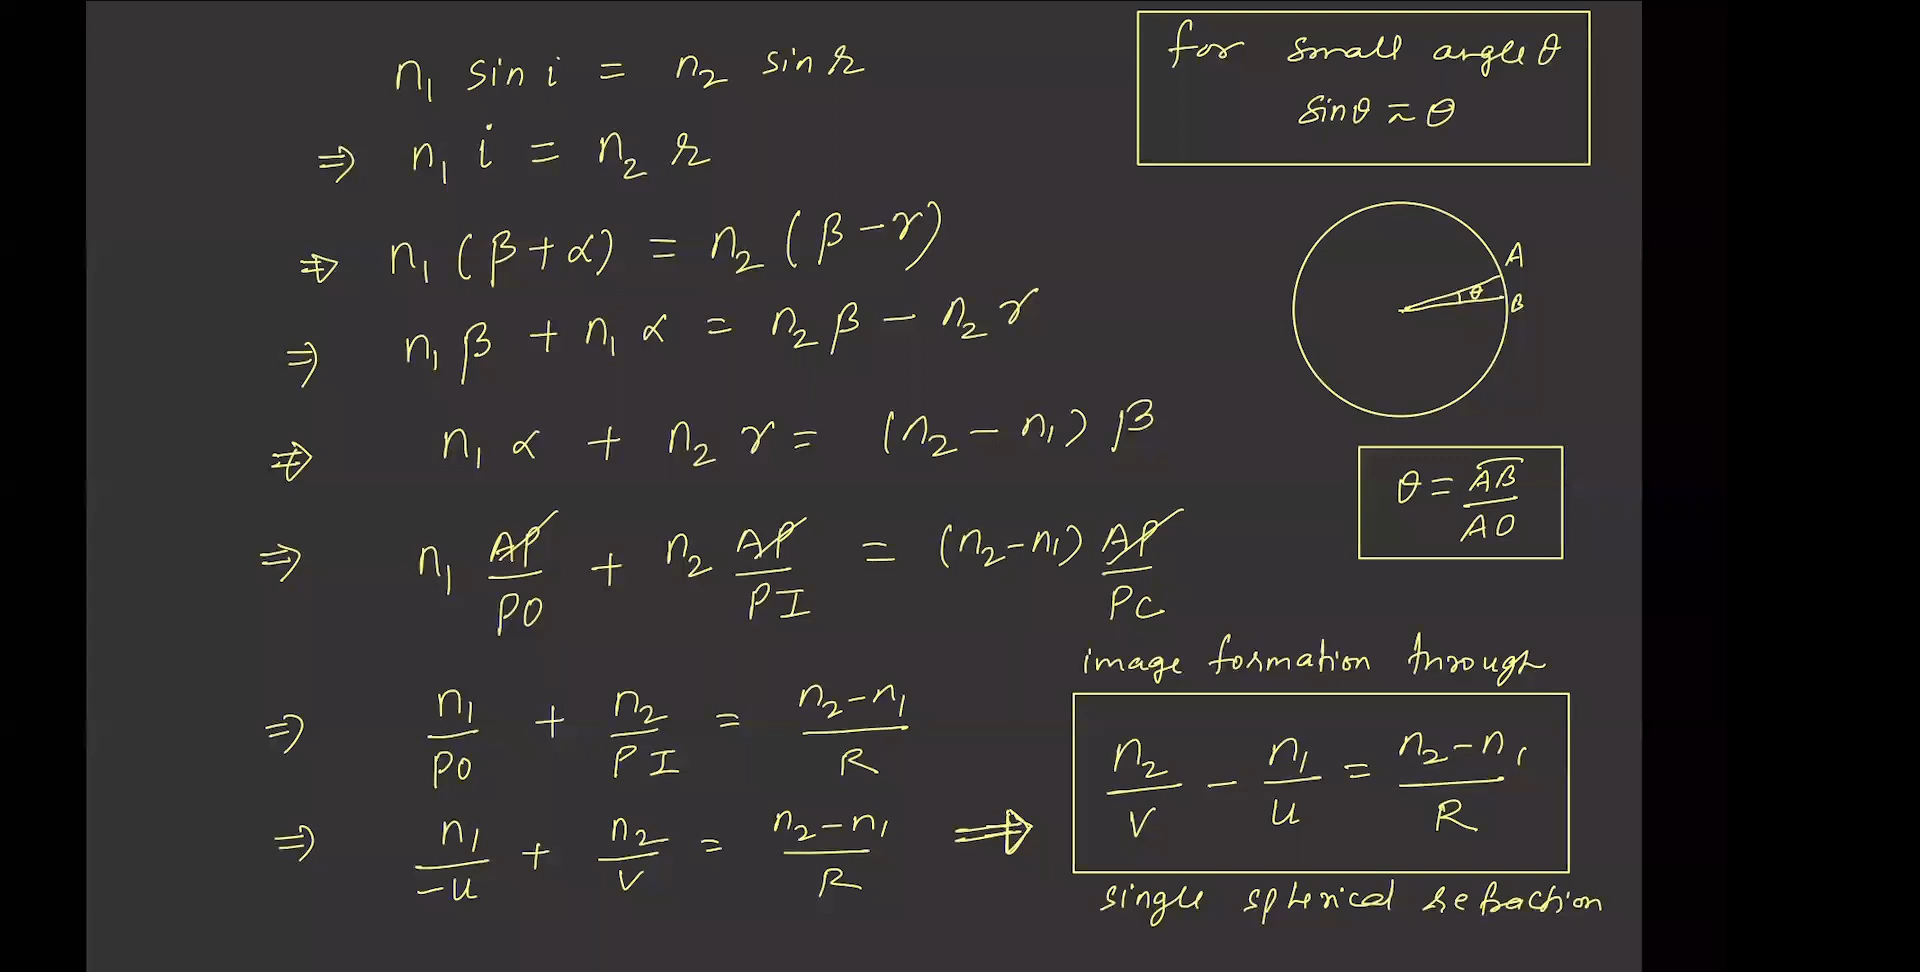 n₁ sin i = n₂ sin r
⇒ n₁ i = n₂ r
⇒ n₁ (β + α) = n₂ (β − γ)
⇒ n₁ β + n₁ α = n₂ β − n₂ γ
⇒ n₁ α + n₂ γ = (n₂ − n₁) β
⇒ n₁ AP/PO + n₂ AP/PI = (n₂ − n₁) AP/PC
⇒ n₁/PO + n₂/PI = n₂ − n₁/R
⇒ n₁/−u + n₂/v = n₂ − n₁/R ⇒
for small angle θ
sin θ ≈ θ
A
θ
B
θ = AB/AO
image formation through
n₂/v − n₁/u = n₂ − n₁/R
single spherical refraction